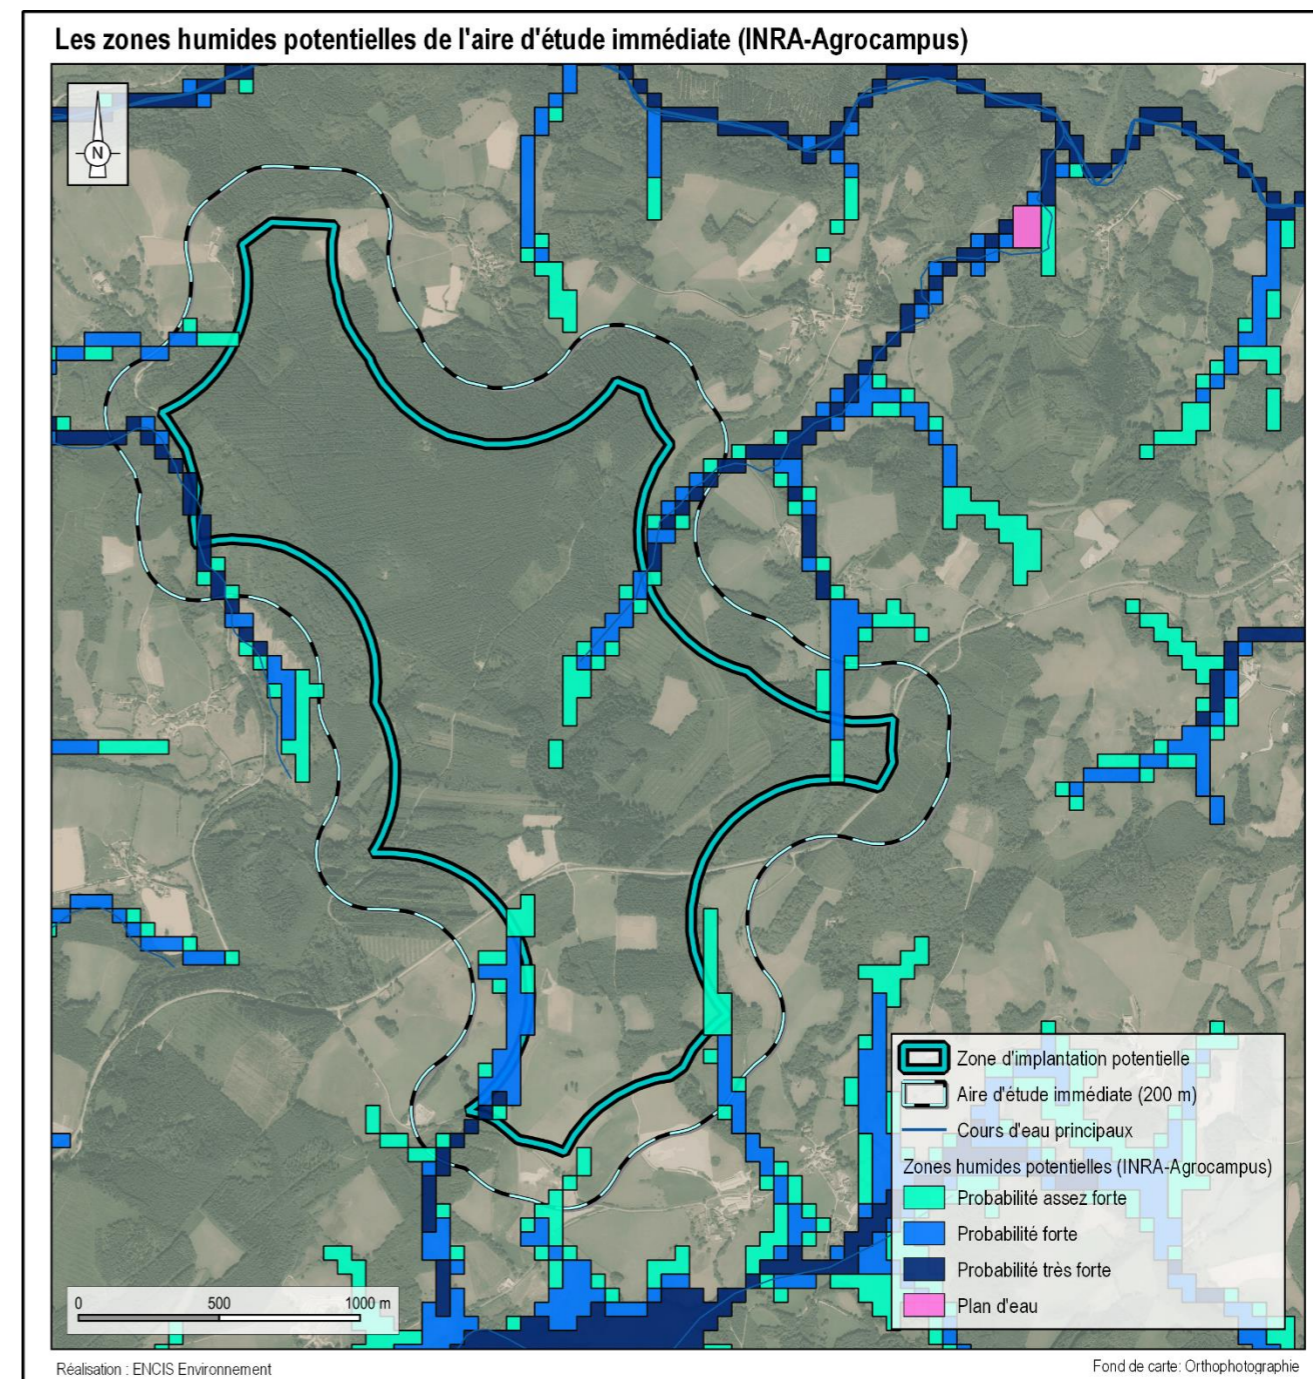 Les zones humides potentielles de l'aire d'étude immédiate (INRA-Agrocampus)
N
Zone d'implantation potentielle
Aire d'étude immédiate (200 m)
Cours d'eau principaux
Zones humides potentielles (INRA-Agrocampus)
Probabilité assez forte
Probabilité forte
Probabilité très forte
Plan d'eau
0 500 1000 m
Réalisation : ENCIS Environnement
Fond de carte: Orthophotographie